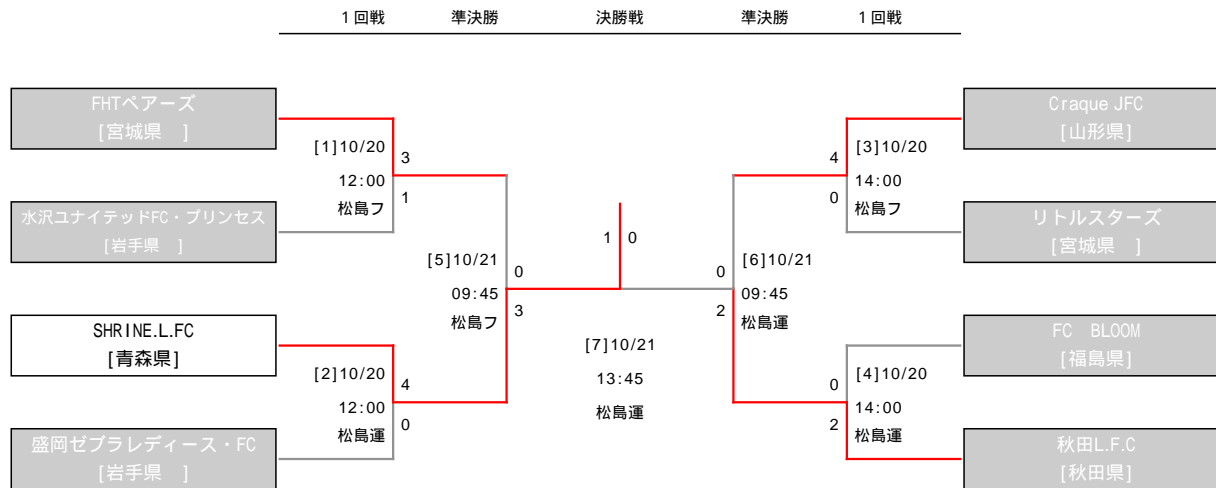 1回戦 準決勝 決勝戦 準決勝 1回戦
FHTペアーズ
[宮城県 ]
水沢ユナイテッドFC・プリンセス
[岩手県 ]
SHRINE.L.FC
[青森県]
盛岡ゼブラレディース・FC
[岩手県 ]
[1]10/20
12:00
松島フ
3
1
[2]10/20
12:00
松島運
4
0
[5]10/21
09:45
松島フ
0
3
1 0
[7]10/21
13:45
松島運
0
2
[6]10/21
09:45
松島運
4
0
[3]10/20
14:00
松島フ
0
2
[4]10/20
14:00
松島運
Craque JFC
[山形県]
リトルスターズ
[宮城県 ]
FC BLOOM
[福島県]
秋田L.F.C
[秋田県]